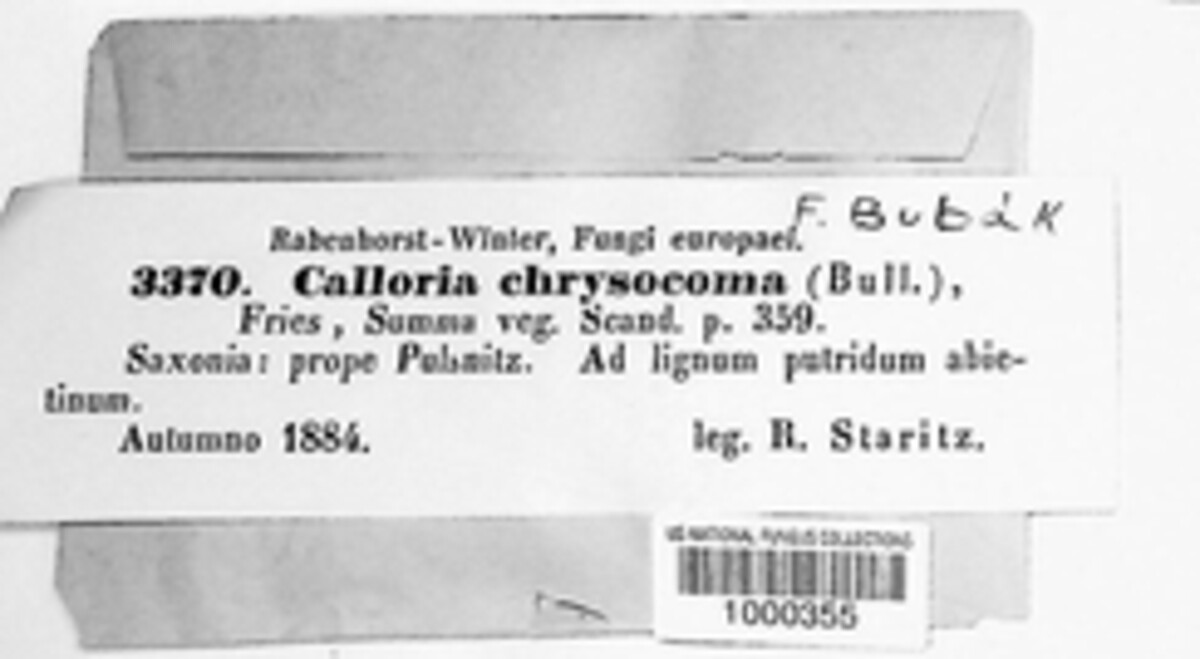 F. Bubák
Rabenhorst-Winter, Fungi europaei.
3370. Calloria chrysocoma (Bull.),
Fries, Summa veg. Scand. p. 359.
Saxonia: prope Pulsnitz. Ad lignum putridum abie-
tinum.
Autumno 1884. leg. R. Staritz.
US NATIONAL FUNGUS COLLECTIONS
1000355